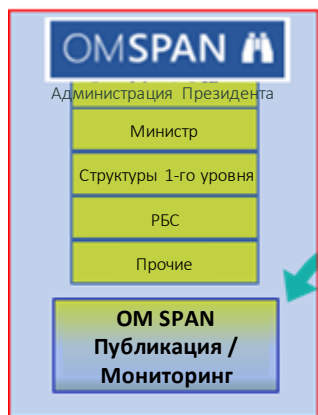 OMSPAN
Администрация Президента
Министр
Структуры 1-го уровня
РБС
Прочие
OM SPAN
Публикация /
Мониторинг